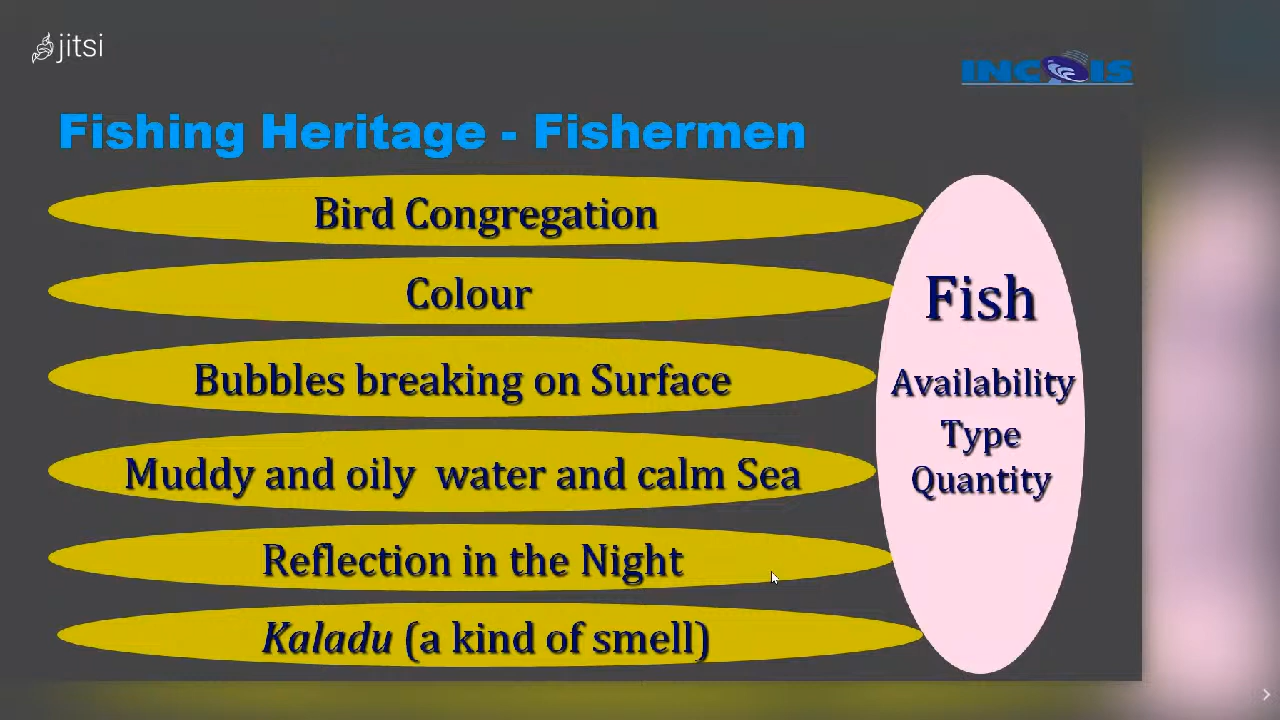 jitsi
INCOIS
Fishing Heritage - Fishermen
Bird Congregation
Colour
Bubbles breaking on Surface
Muddy and oily water and calm Sea
Reflection in the Night
Kaladu (a kind of smell)
Fish
Availability
Type
Quantity